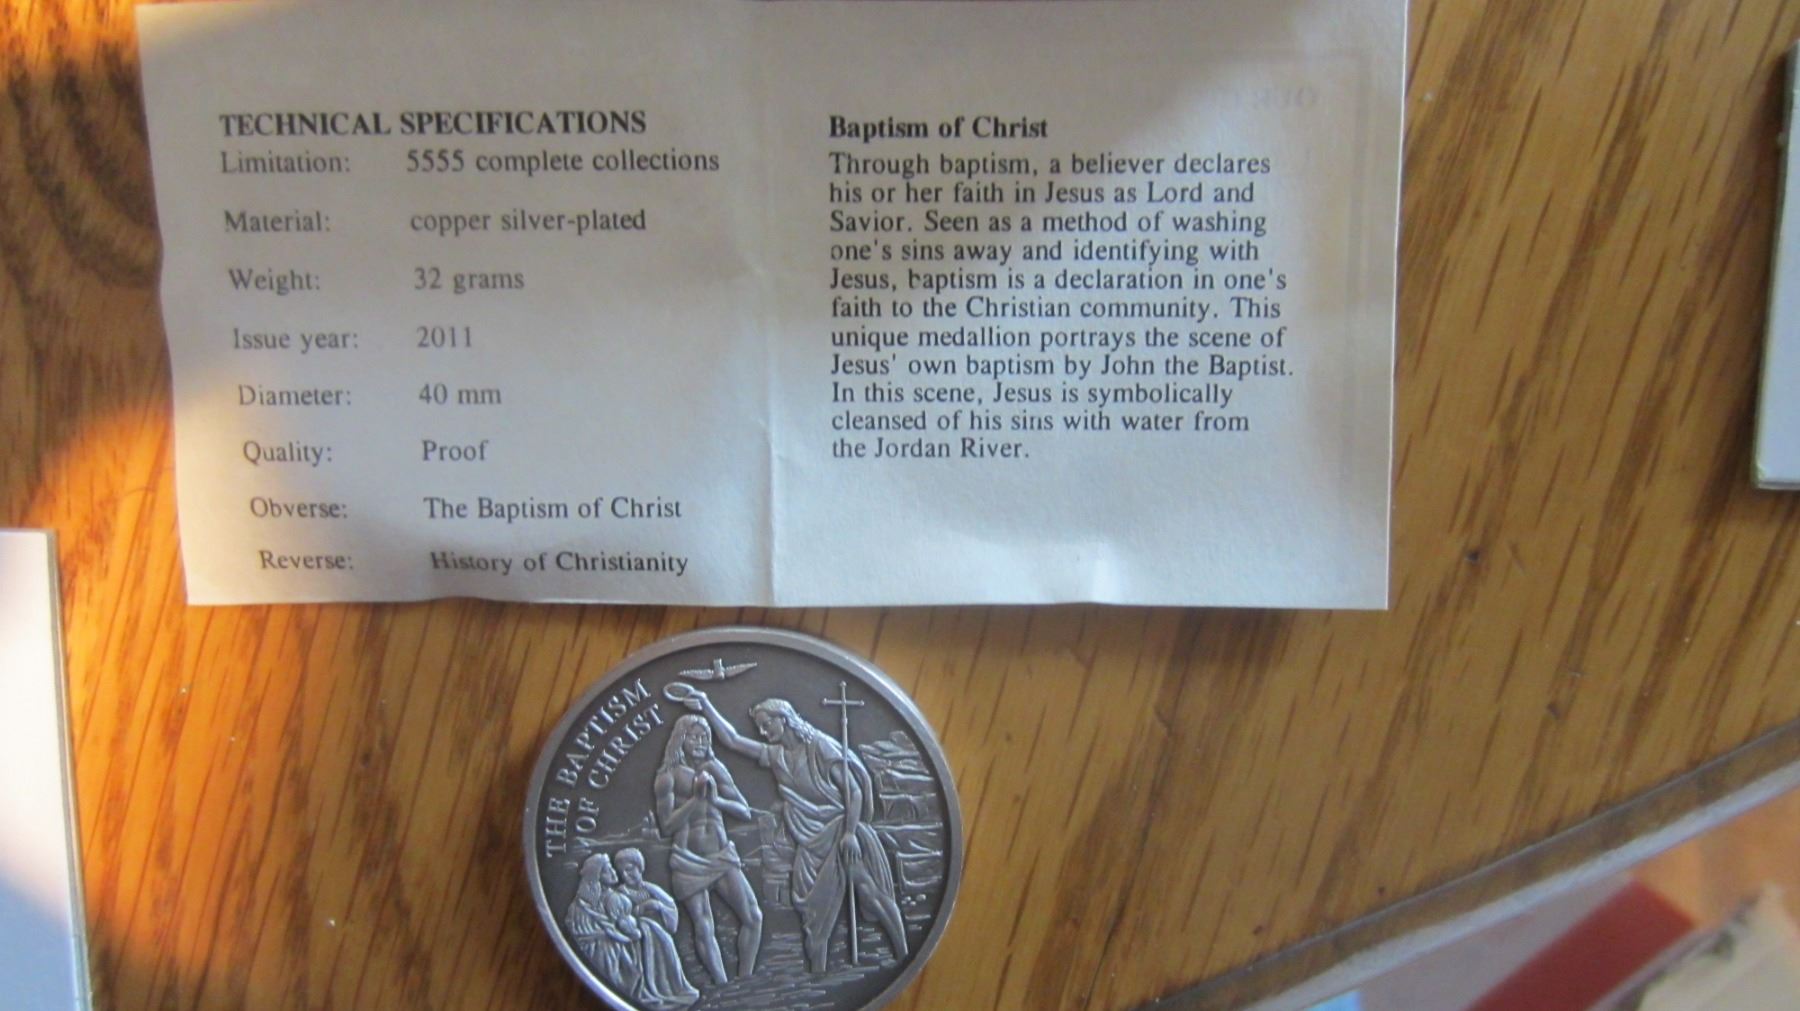 TECHNICAL SPECIFICATIONS
Limitation: 5555 complete collections
Material: copper silver-plated
Weight: 32 grams
Issue year: 2011
Diameter: 40 mm
Quality: Proof
Obverse: The Baptism of Christ
Reverse: History of Christianity
Baptism of Christ
Through baptism, a believer declares
his or her faith in Jesus as Lord and
Savior. Seen as a method of washing
one's sins away and identifying with
Jesus, baptism is a declaration in one's
faith to the Christian community. This
unique medallion portrays the scene of
Jesus' own baptism by John the Baptist.
In this scene, Jesus is symbolically
cleansed of his sins with water from
the Jordan River.
THE BAPTISM
OF CHRIST